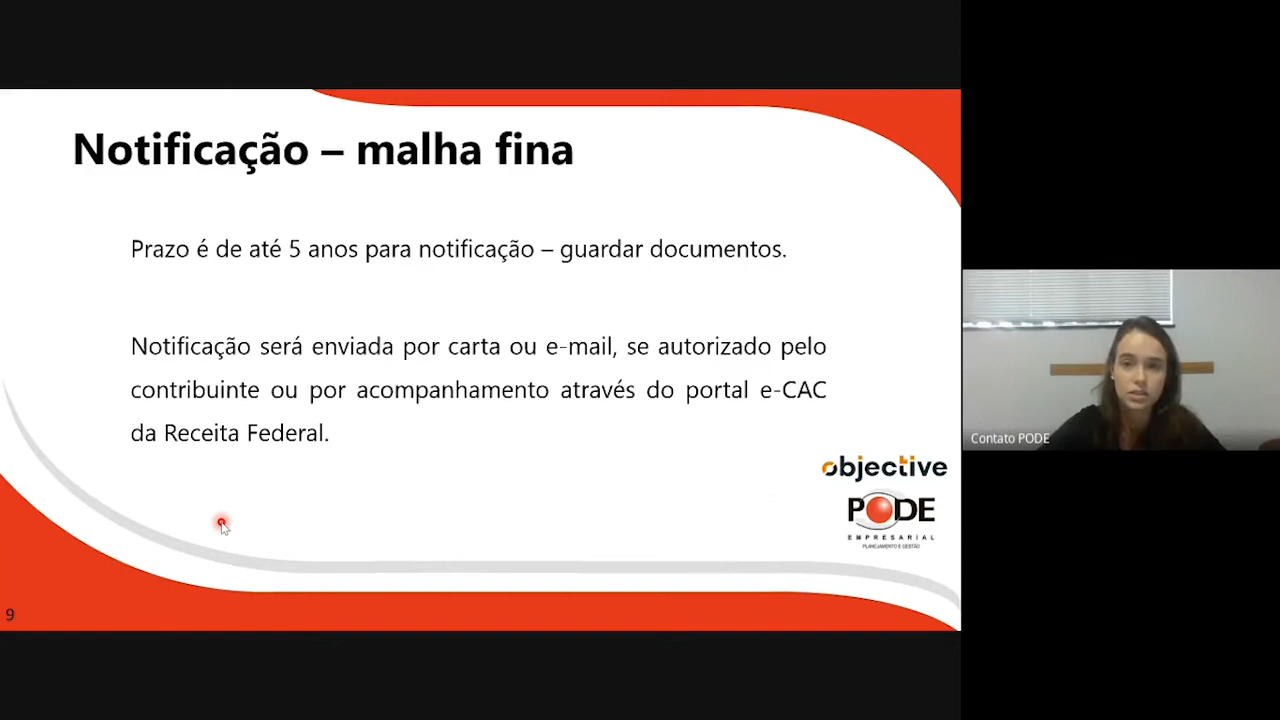 Notificação – malha fina
Prazo é de até 5 anos para notificação – guardar documentos.
Notificação será enviada por carta ou e-mail, se autorizado pelo
contribuinte ou por acompanhamento através do portal e-CAC
da Receita Federal.
objective
PODE
EMPRESARIAL
PLANEJAMENTO E GESTÃO
9
Contato PODE